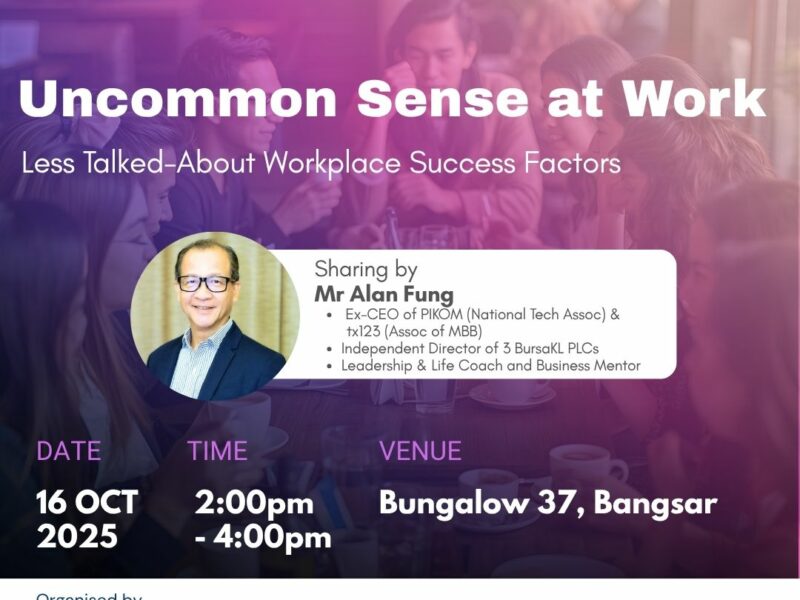 Uncommon Sense at Work
Less Talked-About Workplace Success Factors
Sharing by
Mr Alan Fung
• Ex-CEO of PIKOM (National Tech Assoc) &
tx123 (Assoc of MBB)
• Independent Director of 3 BursaKL PLCs
• Leadership & Life Coach and Business Mentor
DATE TIME VENUE
16 OCT 2:00pm Bungalow 37, Bangsar
2025 - 4:00pm
Organised by